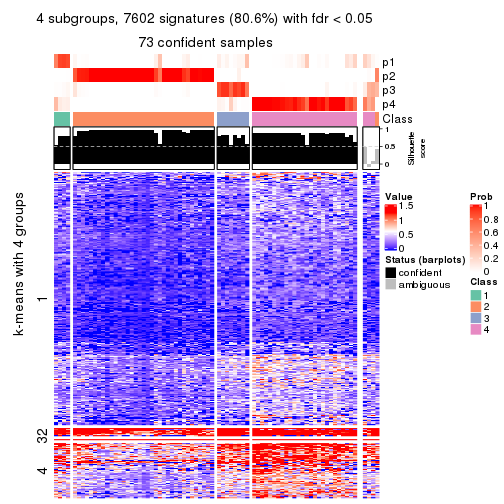 4 subgroups, 7602 signatures (80.6%) with fdr < 0.05
73 confident samples
p1
p2
p3
p4
Class
1
0.5
0
Silhouette
score
k-means with 4 groups
1
3
2
4
Value
1.5
1
0.5
0
Status (barplots)
confident
ambiguous
Prob
1
0.8
0.6
0.4
0.2
0
Class
1
2
3
4